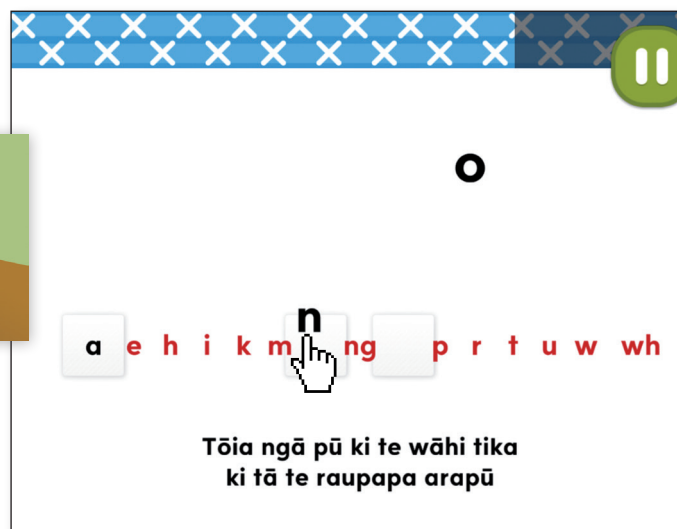 o
n
a e h i k m ng p r t u w wh
Tōia ngā pū ki te wāhi tika
ki tā te raupapa arapū